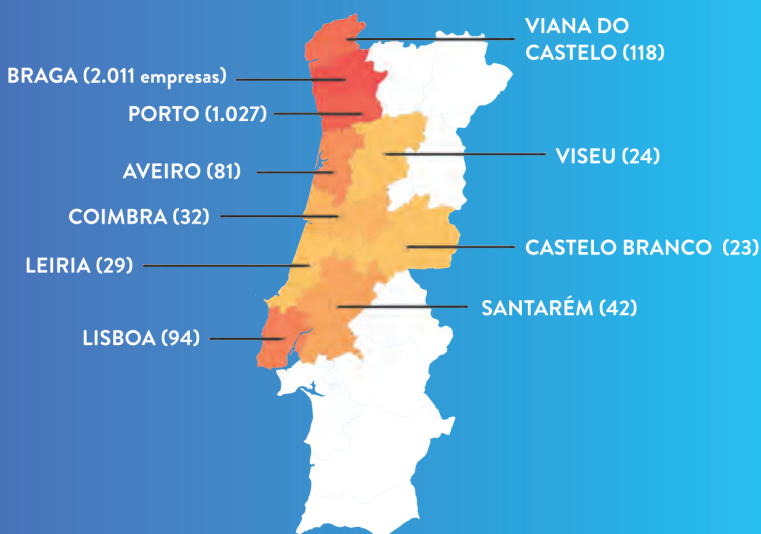 VIANA DO
CASTELO (118)
BRAGA (2.011 empresas)
PORTO (1.027)
VISEU (24)
AVEIRO (81)
COIMBRA (32)
CASTELO BRANCO (23)
LEIRIA (29)
SANTARÉM (42)
LISBOA (94)